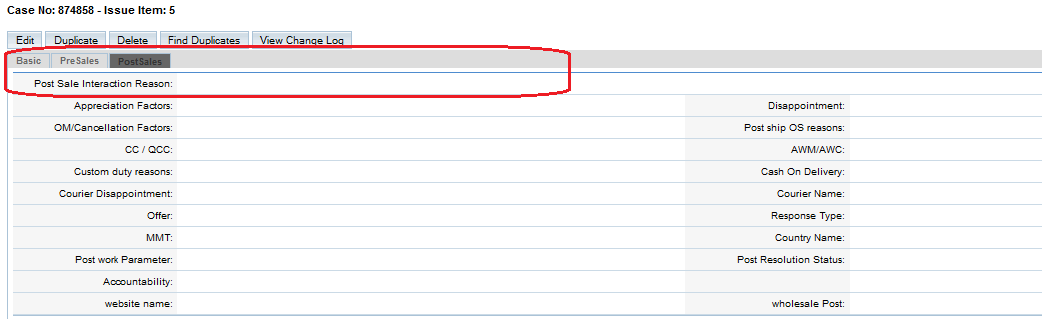 Case No: 874858 - Issue Item: 5
Edit Duplicate Delete Find Duplicates View Change Log
Basic PreSales PostSales
Post Sale Interaction Reason:
Appreciation Factors: Disappointment:
OM/Cancellation Factors: Post ship OS reasons:
CC / QCC: AWM/AWC:
Custom duty reasons: Cash On Delivery:
Courier Disappointment: Courier Name:
Offer: Response Type:
MMT: Country Name:
Post work Parameter: Post Resolution Status:
Accountability:
website name: wholesale Post: